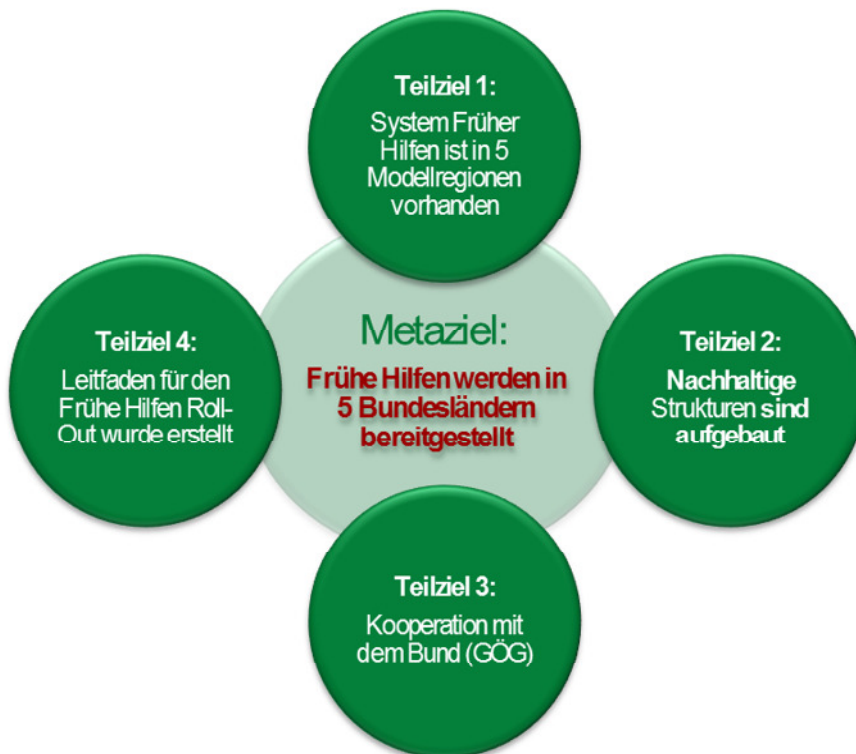 Teilziel 1:
System Früher
Hilfen ist in 5
Modellregionen
vorhanden
Metaziel:
Frühe Hilfen werden in
5 Bundesländern
bereitgestellt
Teilziel 2:
Nachhaltige
Strukturen sind
aufgebaut
Teilziel 3:
Kooperation mit
dem Bund (GÖG)
Teilziel 4:
Leitfaden für den
Frühe Hilfen Roll-
Out wurde erstellt